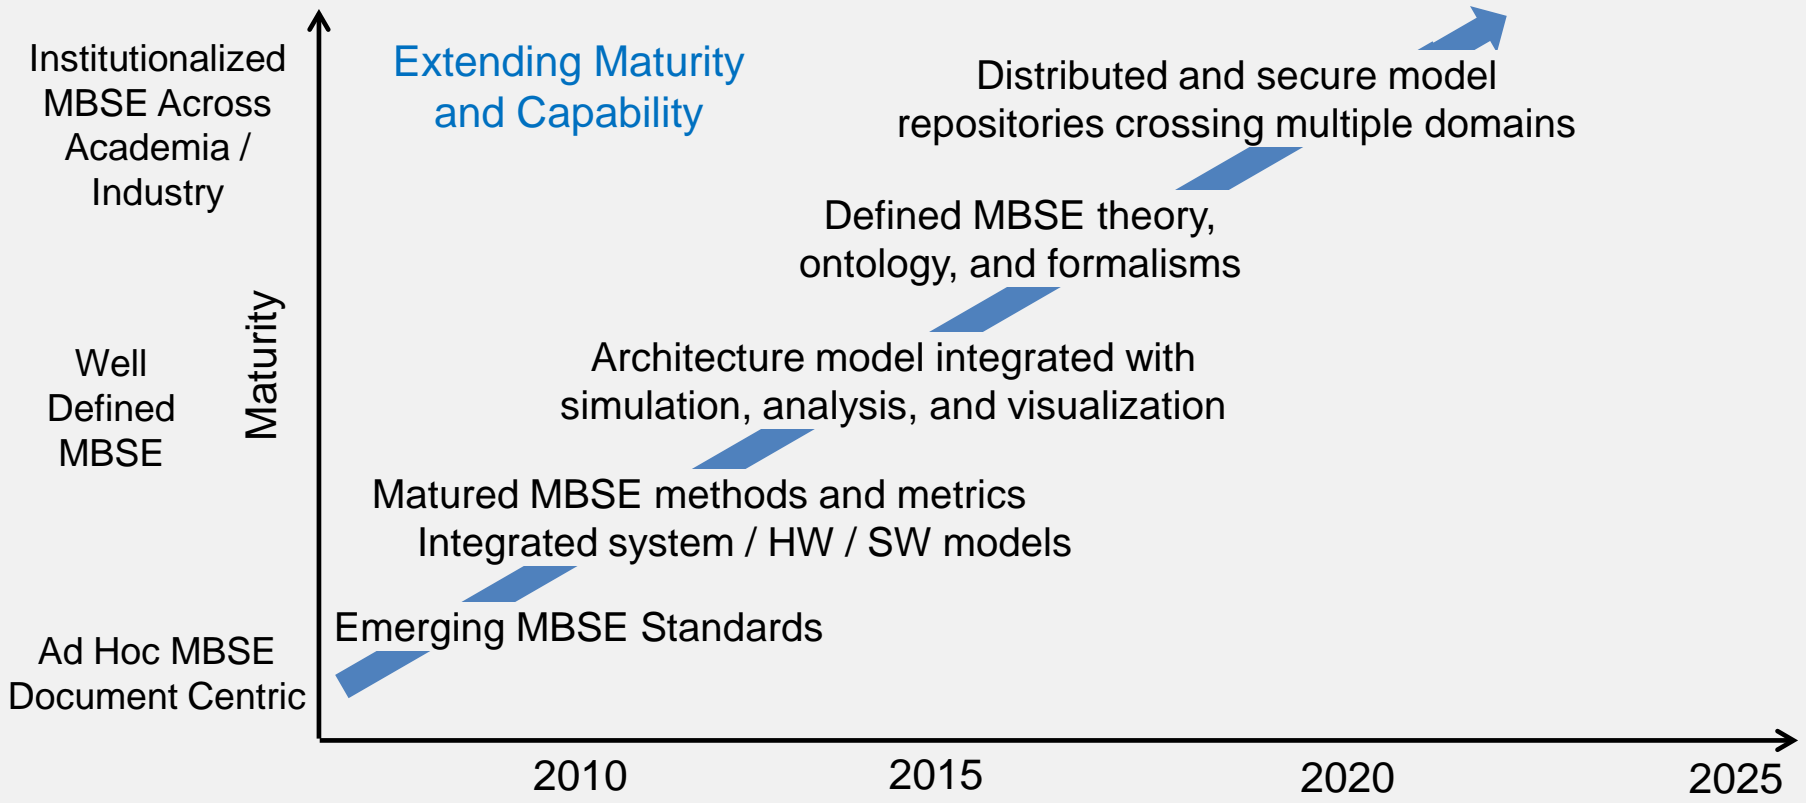 Institutionalized
MBSE Across
Academia /
Industry
Well
Defined
MBSE
Ad Hoc MBSE
Document Centric
Maturity
Extending Maturity
and Capability
Distributed and secure model
repositories crossing multiple domains
Defined MBSE theory,
ontology, and formalisms
Architecture model integrated with
simulation, analysis, and visualization
Matured MBSE methods and metrics
Integrated system / HW / SW models
Emerging MBSE Standards
2010
2015
2020
2025